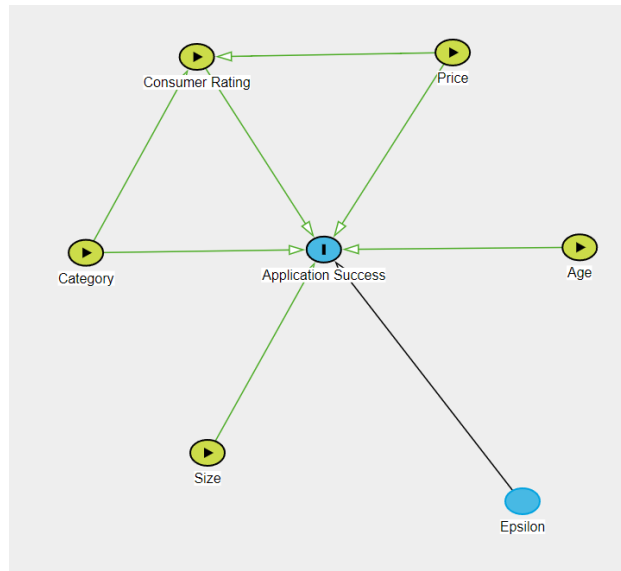 Consumer Rating
Price
Category
Application Success
Age
Size
Epsilon